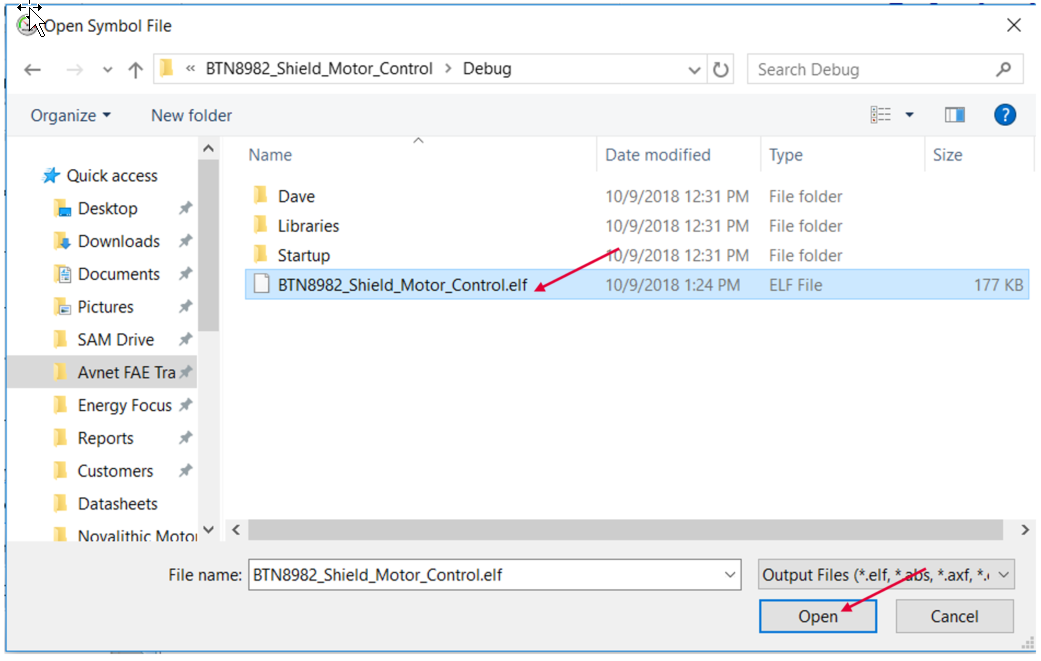 Open Symbol File
« BTN8982_Shield_Motor_Control > Debug
Search Debug
Organize
New folder
?
Name Date modified Type Size
Quick access
Desktop
Downloads
Documents
Pictures
SAM Drive
Avnet FAE Tra
Energy Focus
Reports
Customers
Datasheets
Novalithic Motor
Dave 10/9/2018 12:31 PM File folder
Libraries 10/9/2018 12:31 PM File folder
Startup 10/9/2018 12:31 PM File folder
BTN8982_Shield_Motor_Control.elf 10/9/2018 1:24 PM ELF File 177 KB
File name: BTN8982_Shield_Motor_Control.elf
Output Files (*.elf, *.abs, *.axf, *.
Open
Cancel